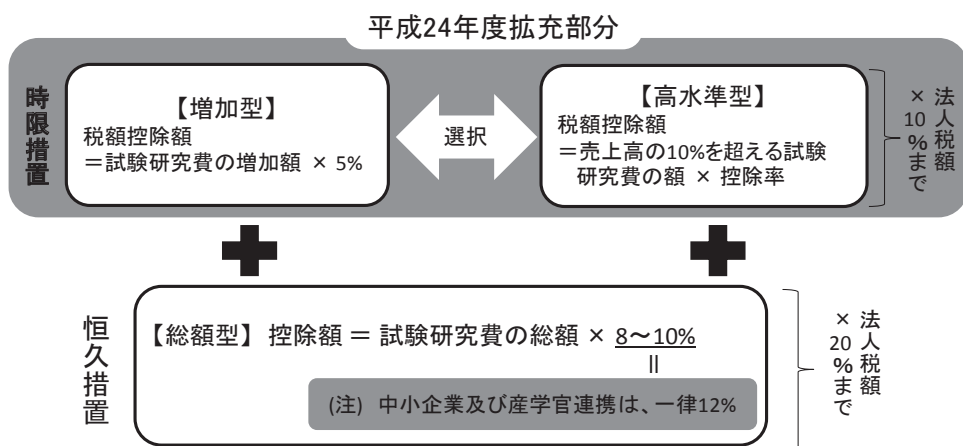 平成24年度拡充部分
時限措置
【増加型】
税額控除額
＝試験研究費の増加額 × 5%
選択
【高水準型】
税額控除額
＝売上高の10%を超える試験
研究費の額 × 控除率
法人税額
×10%まで
恒久措置
【総額型】 控除額 ＝ 試験研究費の総額 × 8～10%
||
(注) 中小企業及び産学官連携は、一律12%
法人税額
×20%まで